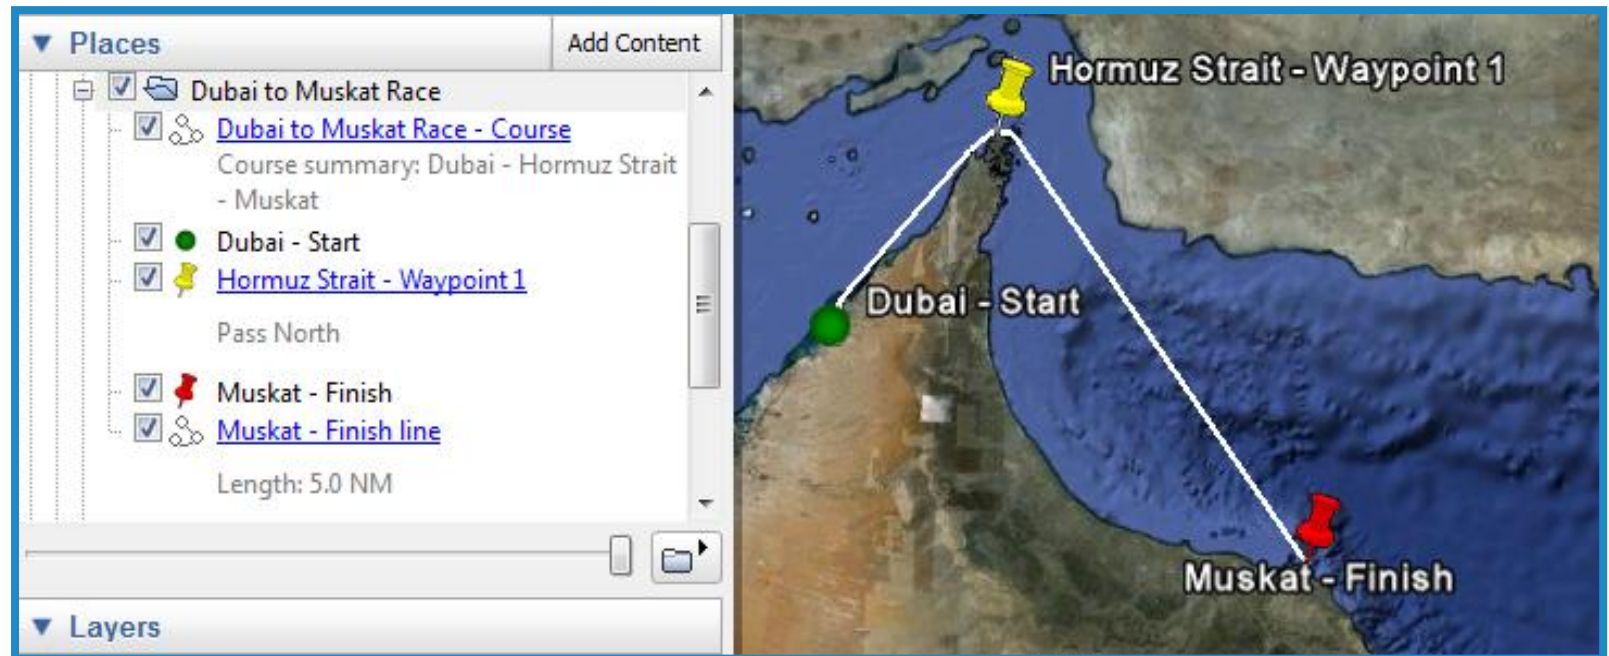 Places
Add Content
Dubai to Muskat Race
Dubai to Muskat Race - Course
Course summary: Dubai - Hormuz Strait
- Muskat
Dubai - Start
Hormuz Strait - Waypoint 1
Pass North
Muskat - Finish
Muskat - Finish line
Length: 5.0 NM
Layers
Hormuz Strait - Waypoint 1
Dubai - Start
Muskat - Finish